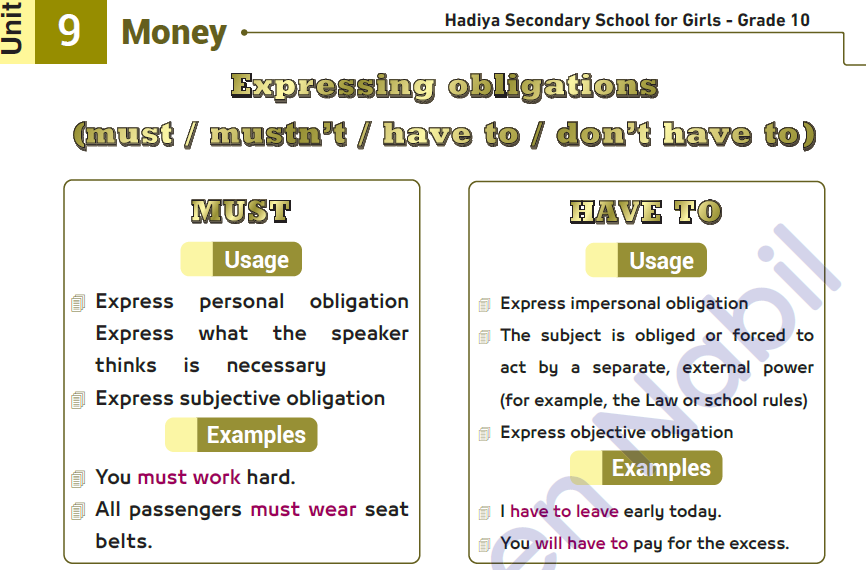 Unit
9
Money
Hadiya Secondary School for Girls - Grade 10
Expressing obligations
(must / mustn't / have to / don't have to)
MUST
Usage
Express personal obligation
Express what the speaker
thinks is necessary
Express subjective obligation
Examples
You must work hard.
All passengers must wear seat
belts.
HAVE TO
Usage
Express impersonal obligation
The subject is obliged or forced to
act by a separate, external power
(for example, the Law or school rules)
Express objective obligation
Examples
I have to leave early today.
You will have to pay for the excess.
Nabil